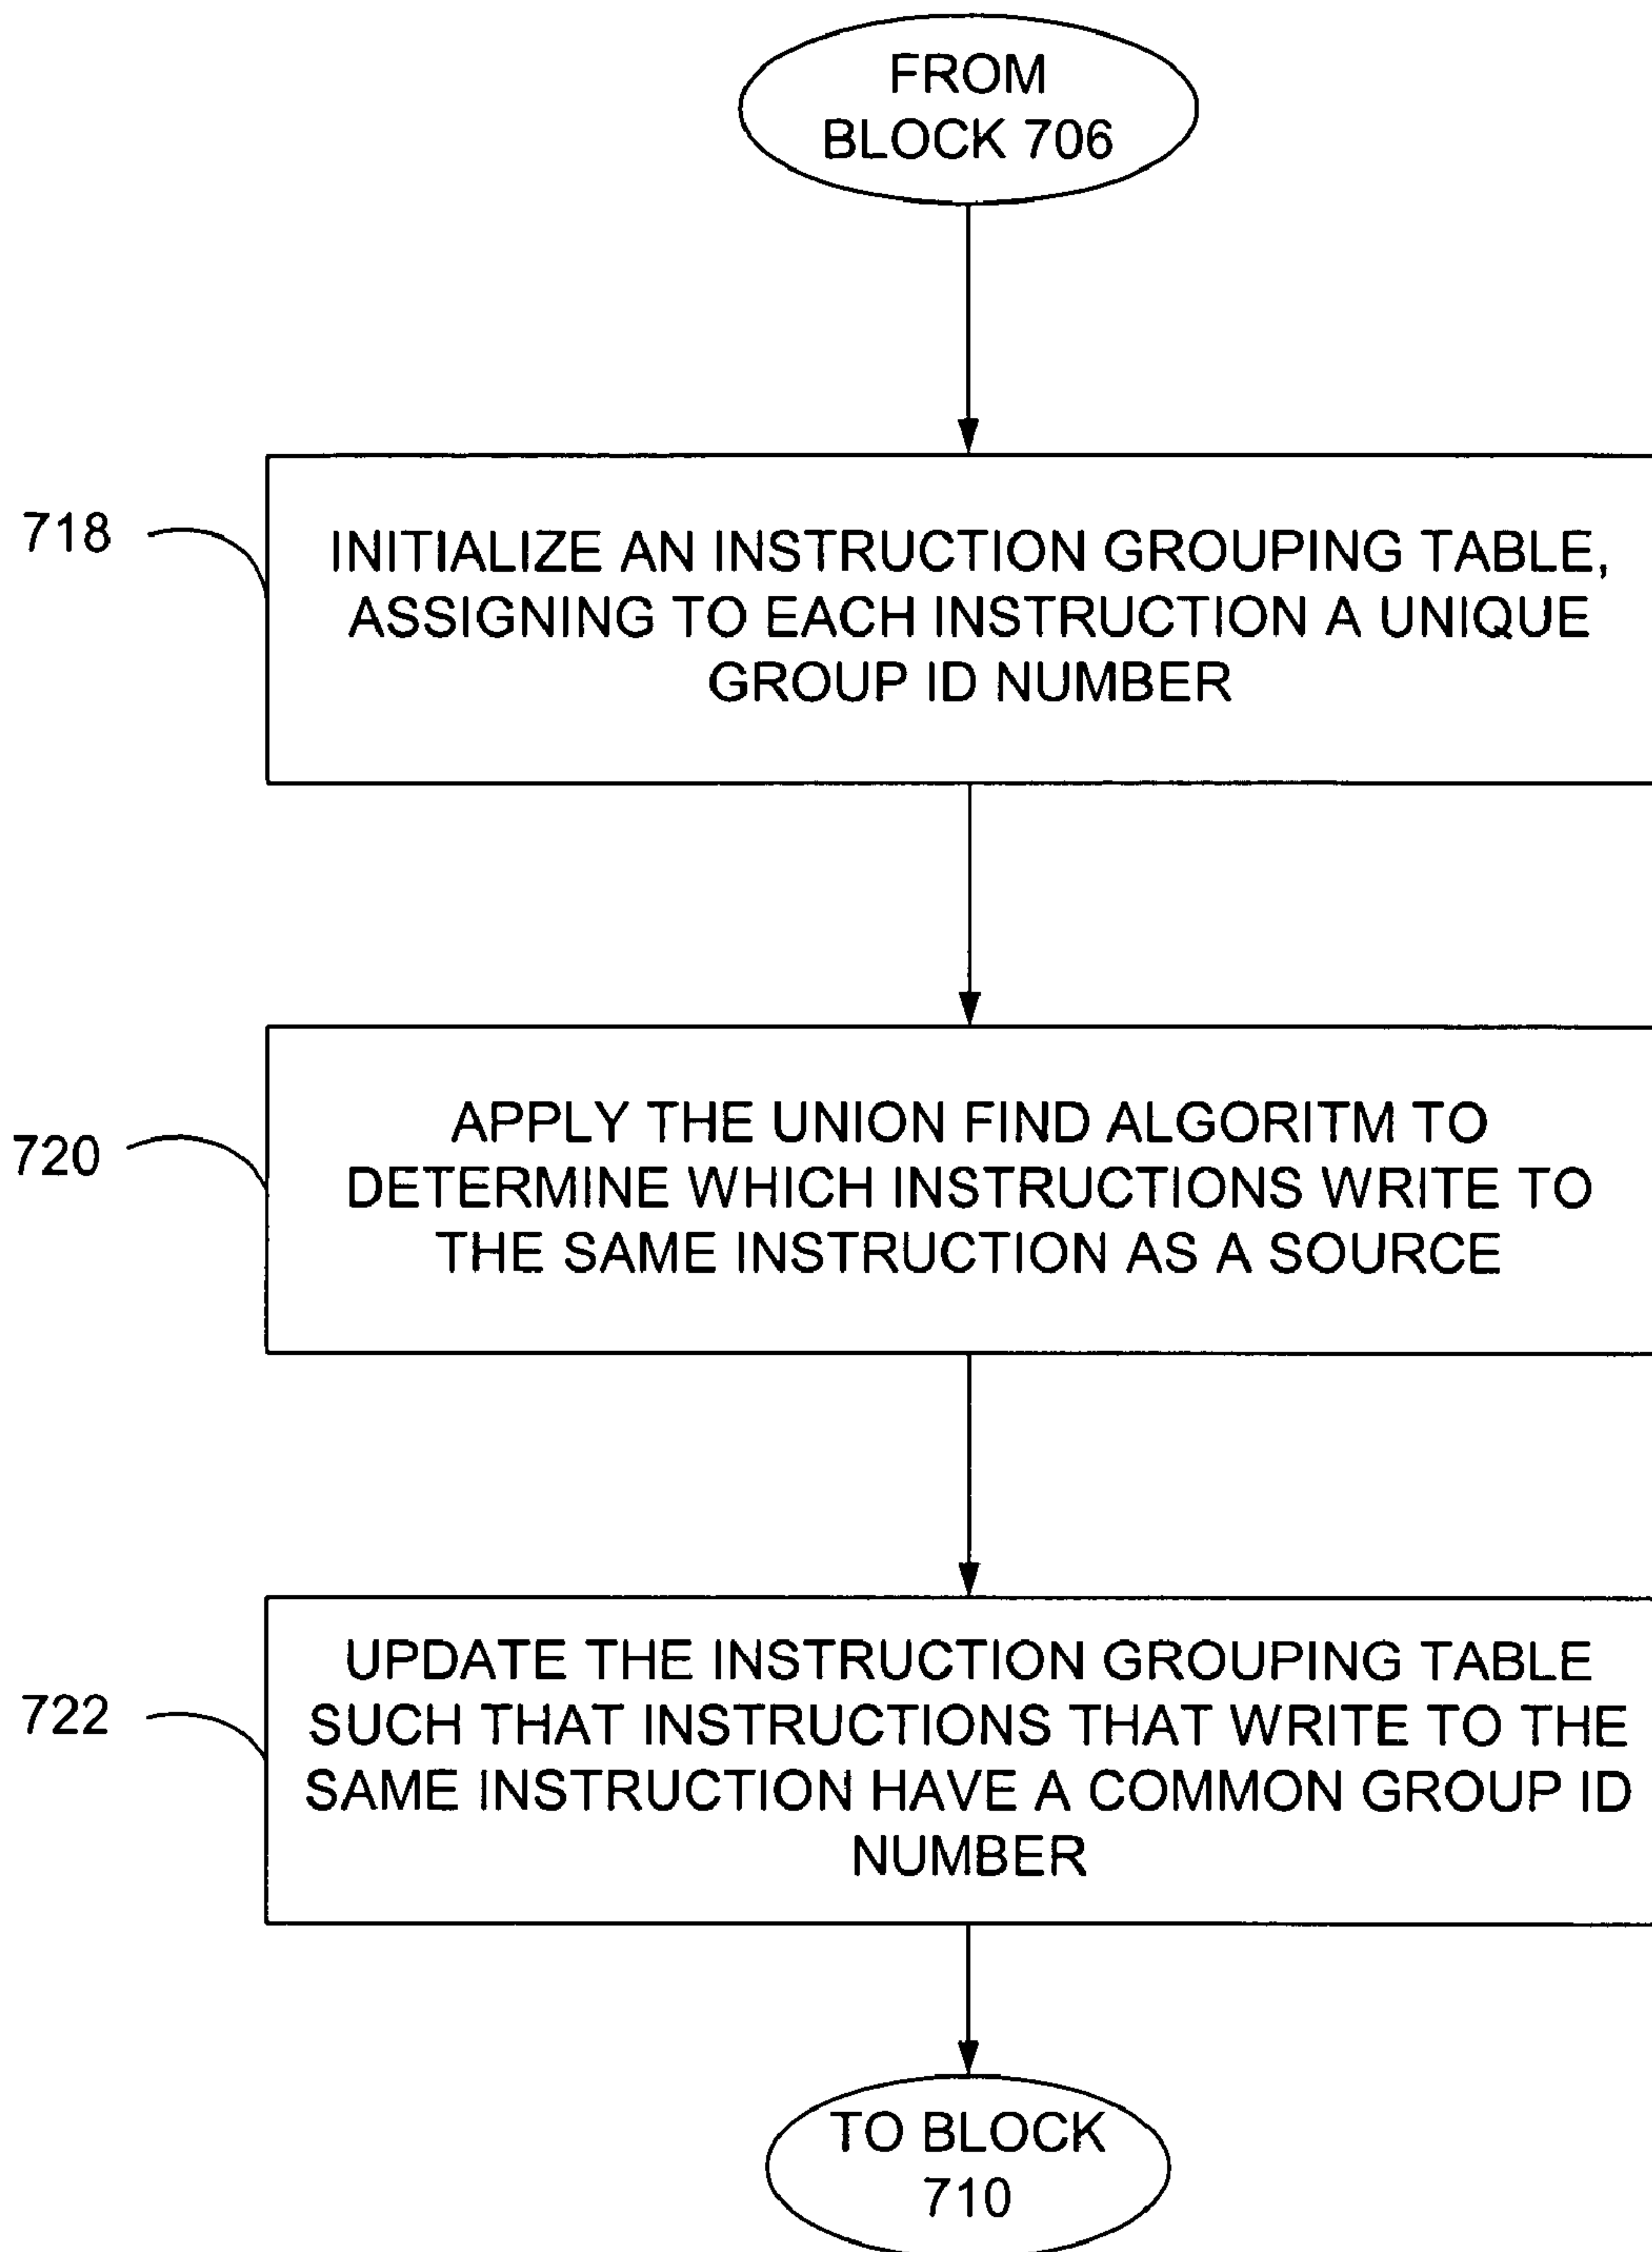 FROM
BLOCK 706
718
INITIALIZE AN INSTRUCTION GROUPING TABLE,
ASSIGNING TO EACH INSTRUCTION A UNIQUE
GROUP ID NUMBER
720
APPLY THE UNION FIND ALGORITM TO
DETERMINE WHICH INSTRUCTIONS WRITE TO
THE SAME INSTRUCTION AS A SOURCE
722
UPDATE THE INSTRUCTION GROUPING TABLE
SUCH THAT INSTRUCTIONS THAT WRITE TO THE
SAME INSTRUCTION HAVE A COMMON GROUP ID
NUMBER
TO BLOCK
710